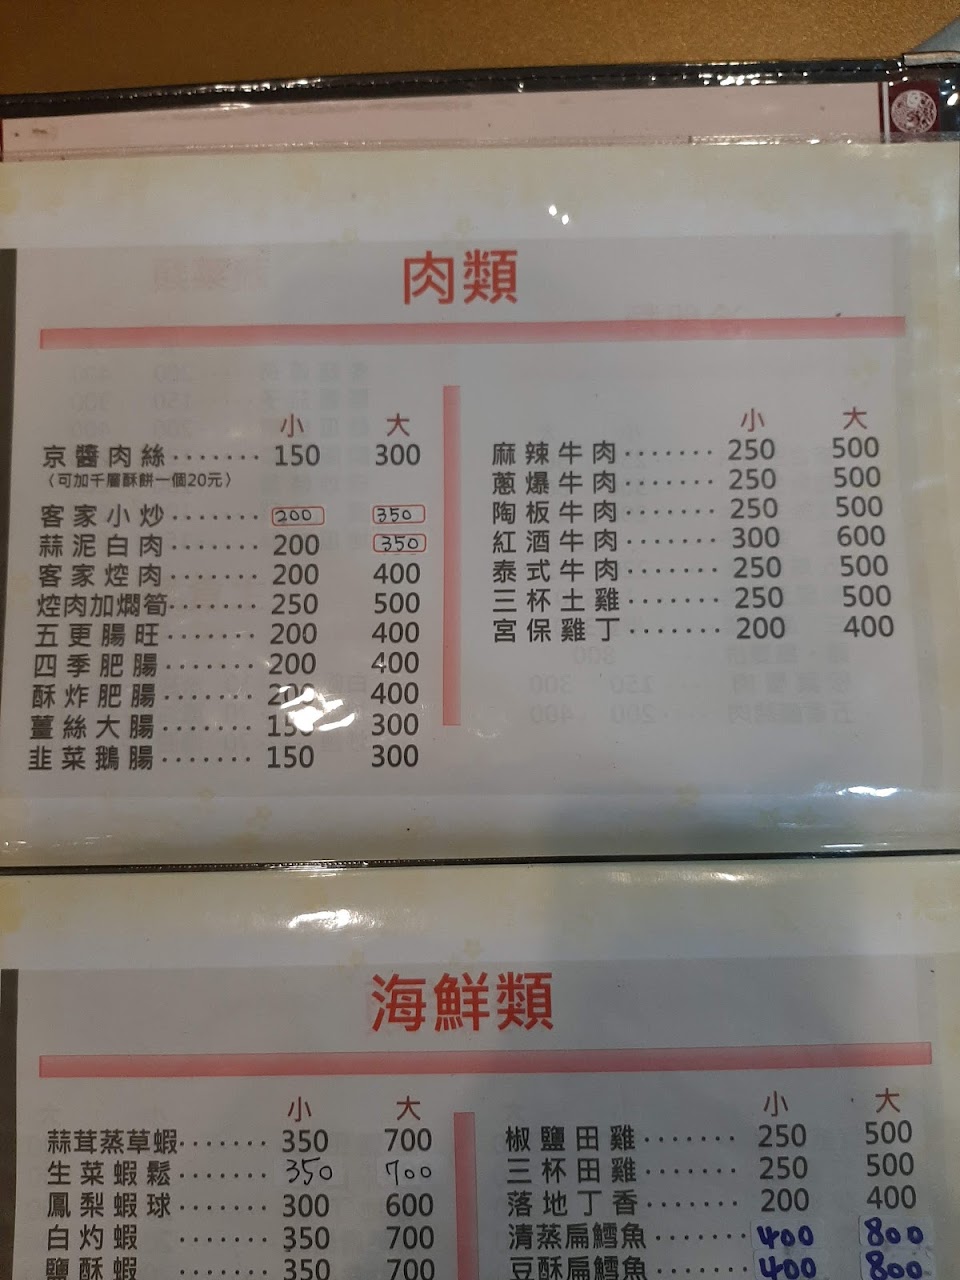 肉類
小 大
京醬肉絲 150 300
（可加千層酥餅一個20元）
客家小炒 200 350
蒜泥白肉 200 350
客家焢肉 200 400
焢肉加燜筍 250 500
五更腸旺 200 400
四季肥腸 200 400
酥炸肥腸 200 400
薑絲大腸 150 300
韭菜鵝腸 150 300
小 大
麻辣牛肉 250 500
蔥爆牛肉 250 500
陶板牛肉 250 500
紅酒牛肉 300 600
泰式牛肉 250 500
三杯土雞 250 500
宮保雞丁 200 400
海鮮類
小 大
蒜茸蒸草蝦 350 700
生菜蝦鬆 350 700
鳳梨蝦球 300 600
白灼蝦 350 700
鹽酥蝦 350 700
小 大
椒鹽田雞 250 500
三杯田雞 250 500
落地丁香 200 400
清蒸扁鱈魚 400 800
豆酥扁鱈魚 400 800